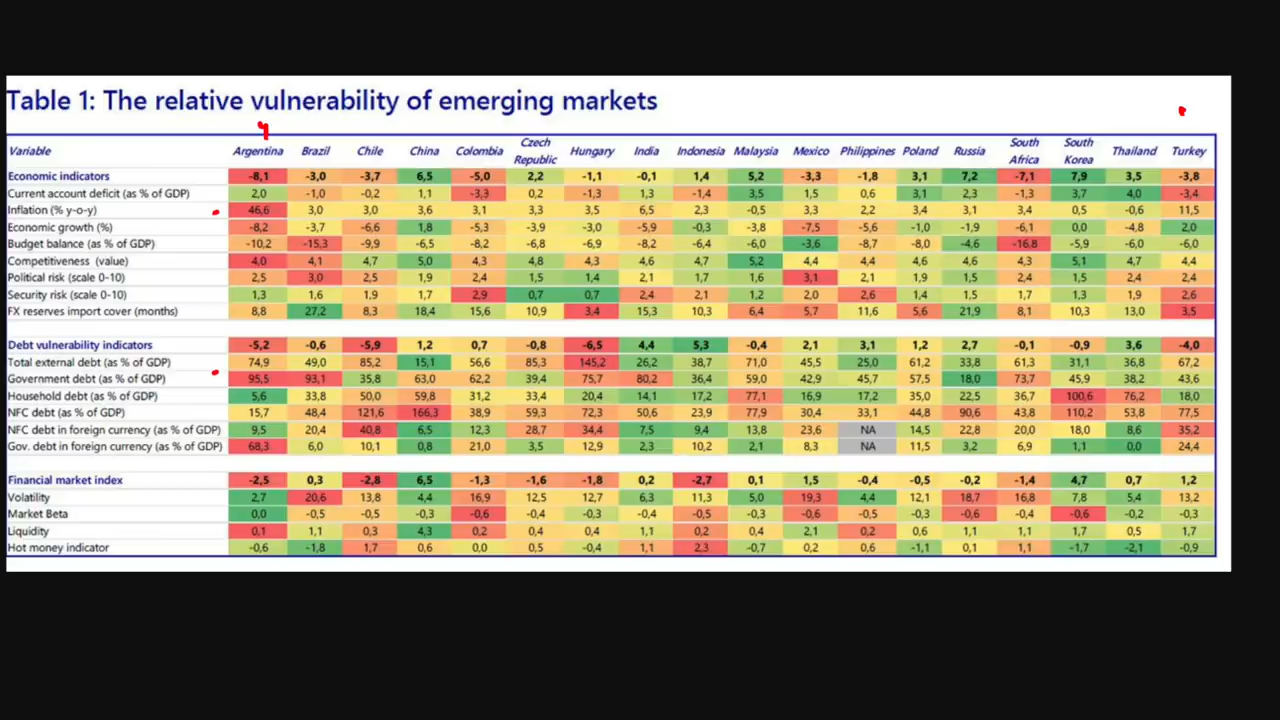 Table 1: The relative vulnerability of emerging markets
Variable Argentina Brazil Chile China Colombia Czech Republic Hungary India Indonesia Malaysia Mexico Philippines Poland Russia South Africa South Korea Thailand Turkey
Economic indicators -8,1 -3,0 -3,7 6,5 -5,0 2,2 -1,1 -0,1 1,4 5,2 -3,3 -1,8 3,1 7,2 -7,1 7,9 3,5 -3,8
Current account deficit (as % of GDP) 2,0 -1,0 -0,2 1,1 -3,3 0,2 -1,3 1,3 -1,4 3,1 1,5 0,6 3,1 2,3 -1,3 3,7 4,0 -3,4
Inflation (% y-o-y) 46,6 3,0 3,0 3,6 3,1 3,3 3,5 6,5 2,3 -0,5 3,3 2,2 3,4 3,1 3,4 0,5 -0,6 11,5
Economic growth (%) -8,2 -3,7 -6,6 1,8 -5,3 -3,9 -3,0 -5,9 -0,3 -3,8 -7,5 -5,6 -1,0 -1,9 -6,1 0,0 -4,8 2,0
Budget balance (as % of GDP) -10,2 -15,3 -9,9 -6,5 -8,2 -6,8 -6,9 -8,2 -6,4 -6,0 -3,6 -8,7 -8,0 -4,6 -16,8 -5,9 -6,0 -6,0
Competitiveness (value) 4,0 4,1 4,7 5,0 4,3 4,8 4,3 4,6 4,7 5,2 4,4 4,4 4,6 4,6 4,3 5,1 4,7 4,4
Political risk (scale 0-10) 2,5 3,0 2,5 1,9 2,4 1,5 1,4 2,1 1,7 1,6 3,1 2,1 1,9 1,5 2,4 1,5 2,4 2,4
Security risk (scale 0-10) 1,3 1,6 1,9 1,7 2,9 0,7 0,7 2,4 2,1 1,2 2,0 2,6 1,4 1,5 1,7 1,3 1,9 2,6
FX reserves import cover (months) 8,8 27,2 8,3 18,4 15,6 10,9 3,4 15,3 10,3 6,4 5,7 11,6 5,6 21,9 8,1 10,3 13,0 3,5
Debt vulnerability indicators -5,2 -0,6 -5,9 1,2 0,7 -0,8 -6,5 4,4 5,3 -0,4 2,1 3,1 1,2 2,7 -0,1 -0,9 3,6 -4,0
Total external debt (as % of GDP) 74,9 49,0 85,2 15,1 56,6 85,3 145,2 26,2 38,7 71,0 45,5 25,0 61,2 33,8 61,3 31,1 36,8 67,2
Government debt (as % of GDP) 95,5 93,1 35,8 63,0 62,2 39,4 75,7 80,2 36,4 59,0 42,9 45,7 57,5 18,0 73,7 45,9 38,2 43,6
Household debt (as % of GDP) 5,6 33,8 50,0 59,8 31,2 33,4 20,4 14,1 17,2 77,1 16,9 17,2 35,0 22,5 36,7 100,6 76,2 18,0
NFC debt (as % of GDP) 15,7 48,4 121,6 166,3 38,9 59,3 72,3 50,6 23,9 77,9 30,4 33,1 44,8 90,6 43,8 110,2 53,8 77,5
NFC debt in foreign currency (as % of GDP) 9,5 20,4 40,8 6,5 12,3 28,7 34,4 7,5 9,4 13,8 23,6 NA 14,5 22,8 20,0 18,0 8,6 35,2
Gov. debt in foreign currency (as % of GDP) 68,3 6,0 10,1 0,8 21,0 3,5 12,9 2,3 10,2 2,1 8,3 NA 11,5 3,2 6,9 1,1 0,0 24,4
Financial market index -2,5 0,3 -2,8 6,5 -1,3 -1,6 -1,8 0,2 -2,7 0,1 1,5 -0,4 -0,5 -0,2 -1,4 4,7 0,7 1,2
Volatility 2,7 20,6 13,8 4,4 16,9 12,5 12,7 6,3 11,3 5,0 19,3 4,4 12,1 18,7 16,8 7,8 5,4 13,2
Market Beta 0,0 -0,5 -0,5 -0,3 -0,6 -0,4 -0,3 -0,4 -0,5 -0,3 -0,6 -0,5 -0,3 -0,6 -0,4 -0,6 -0,2 -0,3
Liquidity 0,1 1,1 0,3 4,3 0,2 0,4 0,4 1,1 0,2 0,4 2,1 0,2 0,6 1,1 1,1 1,7 0,5 1,7
Hot money indicator -0,6 -1,8 1,7 0,6 0,0 0,5 -0,4 1,1 2,3 -0,7 0,2 0,6 -1,1 0,1 1,1 -1,7 -2,1 -0,9